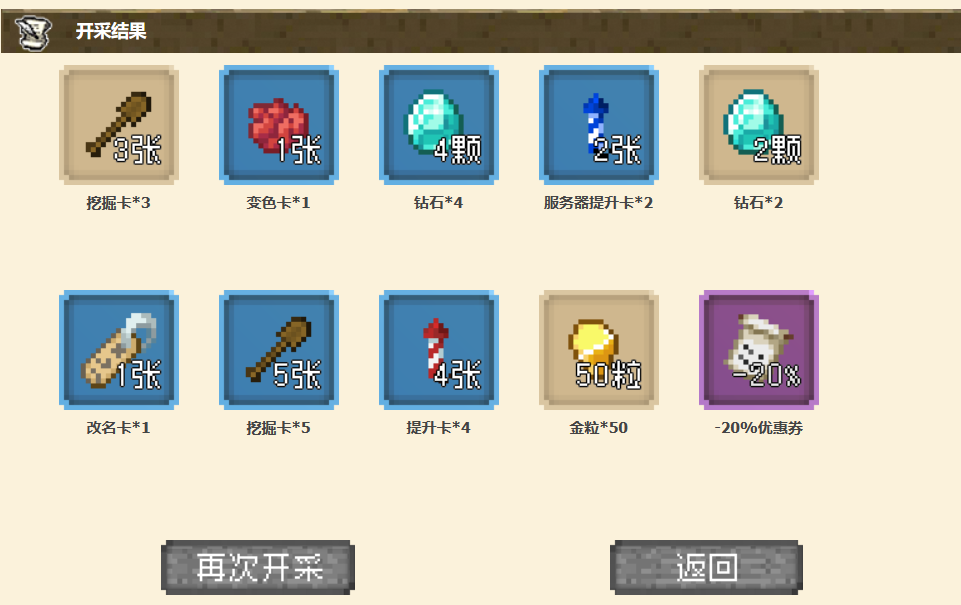 开采结果
3张
1张
4颗
2张
2颗
挖掘卡*3
变色卡*1
钻石*4
服务器提升卡*2
钻石*2
1张
5张
4张
50粒
-20%
改名卡*1
挖掘卡*5
提升卡*4
金粒*50
-20%优惠券
再次开采
返回